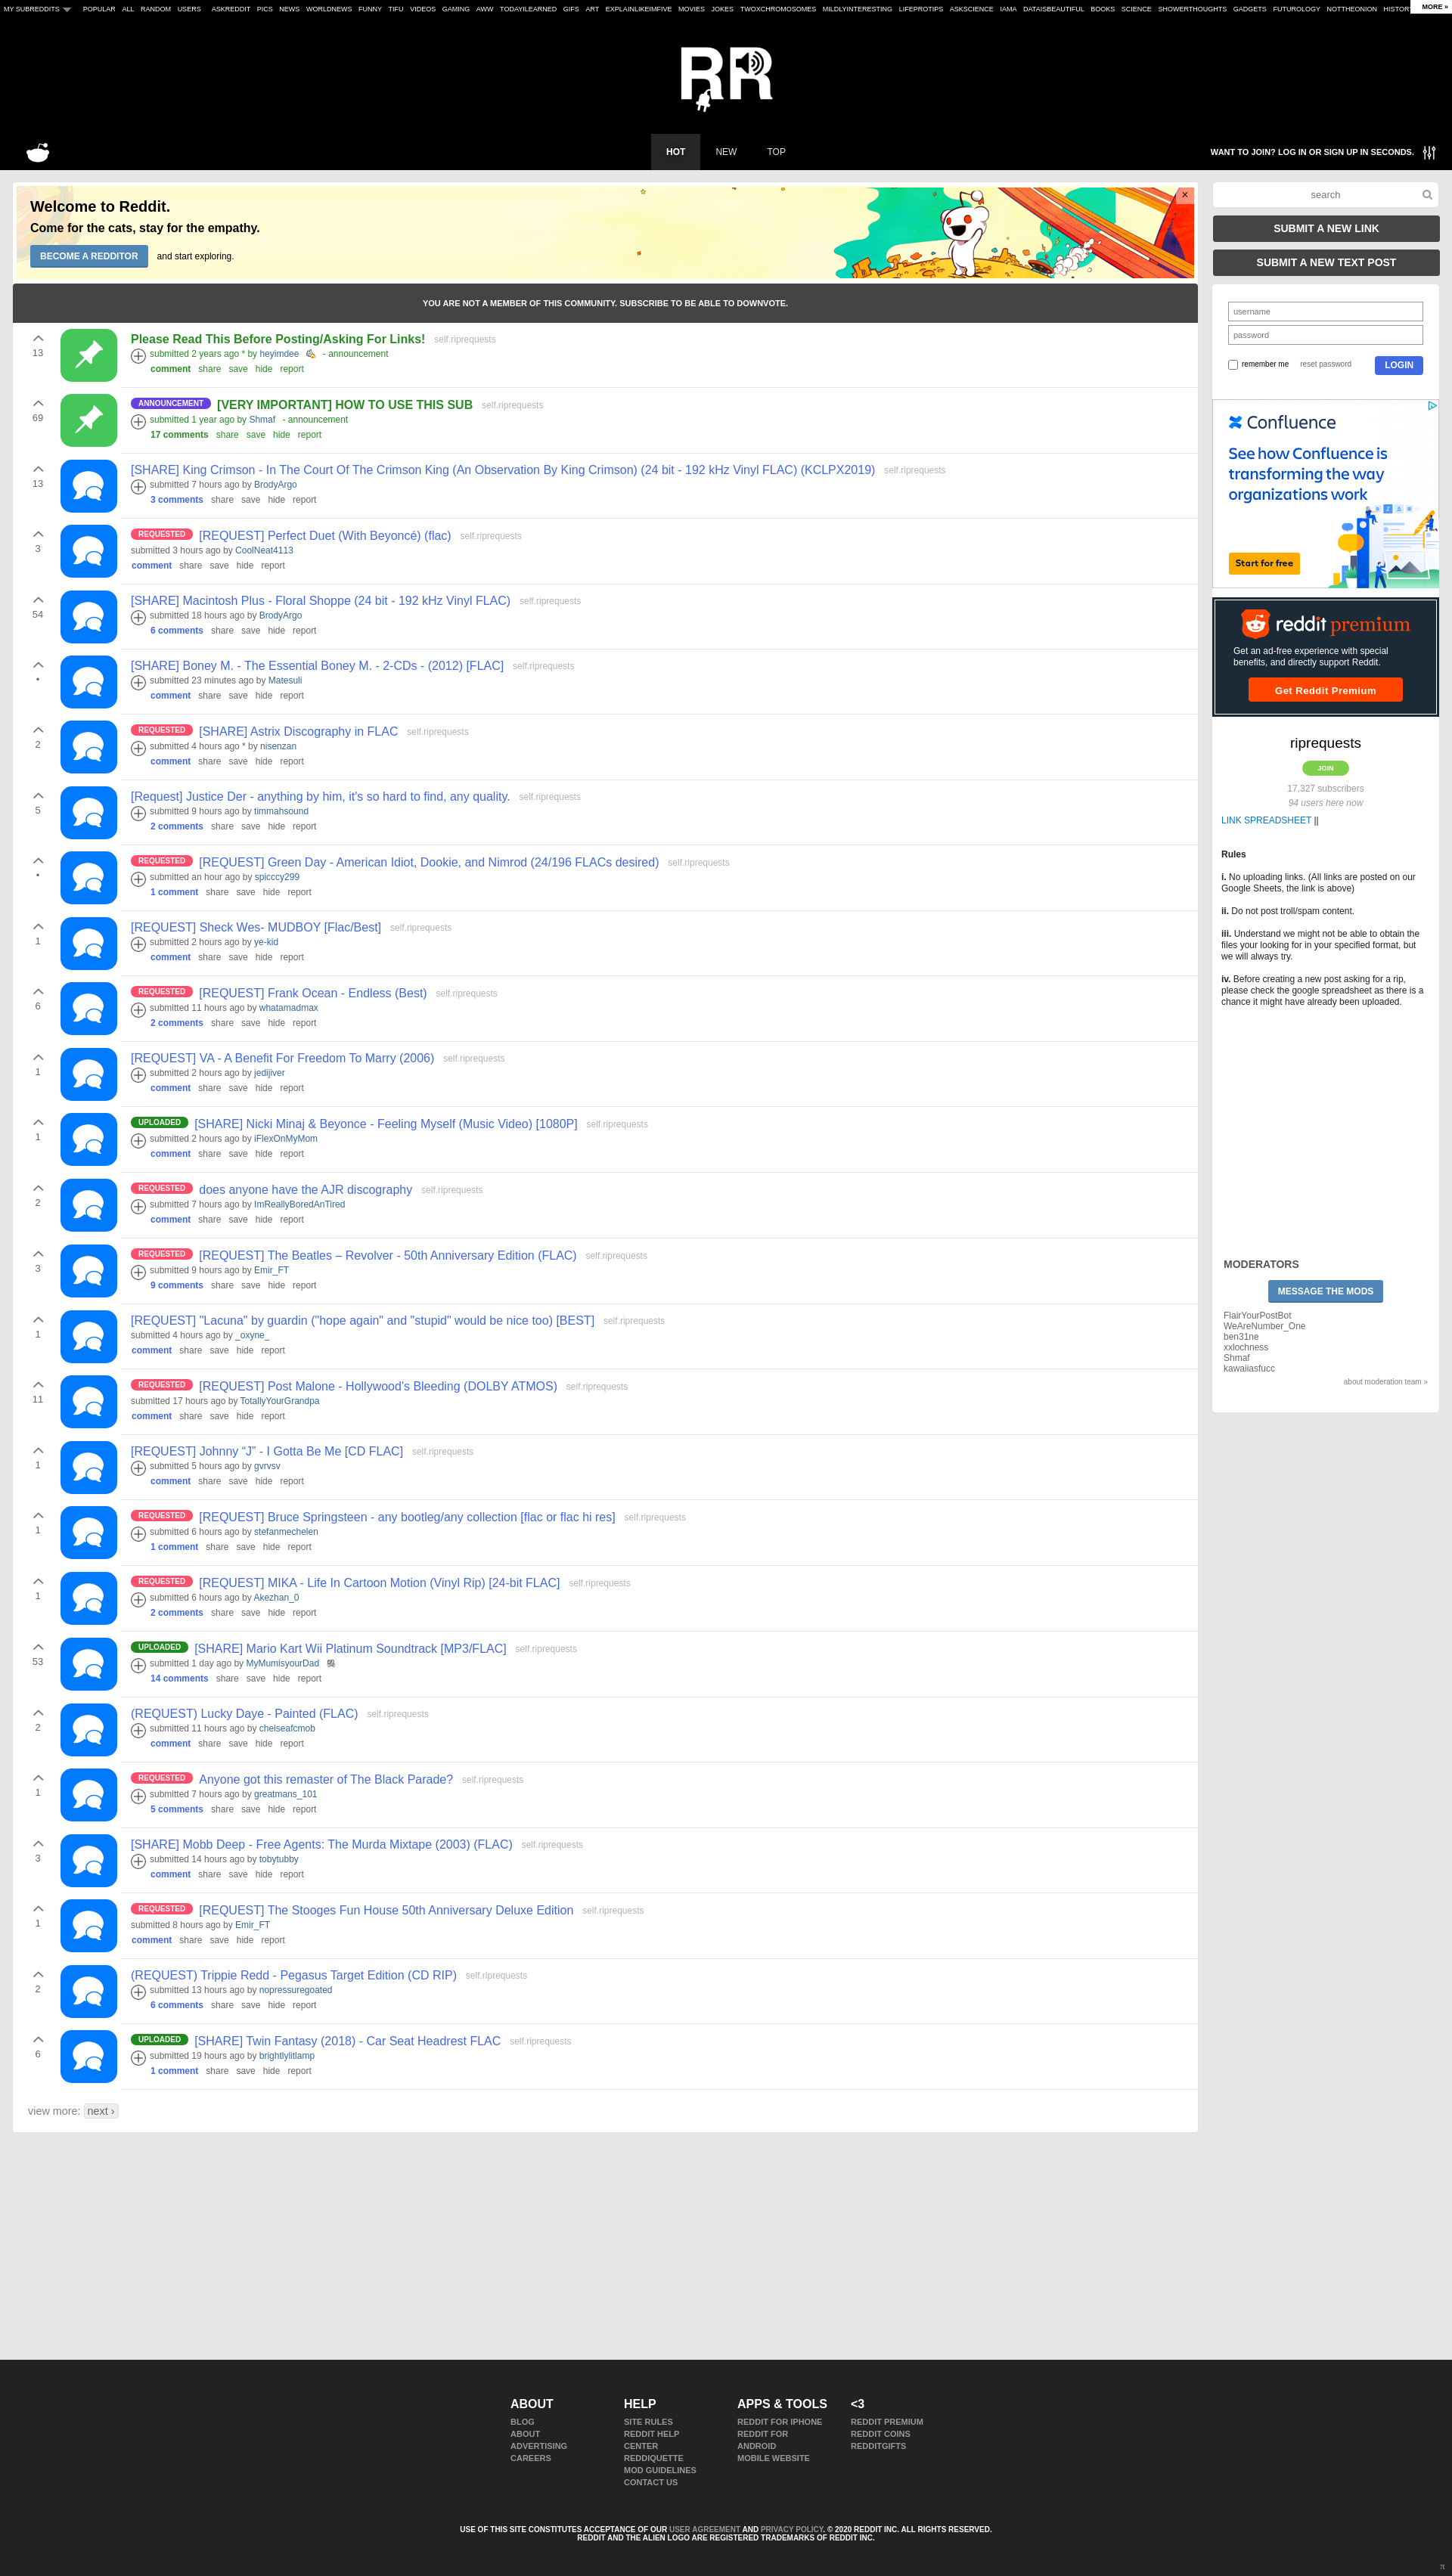 MY SUBREDDITS POPULAR ALL RANDOM USERS ASKREDDIT PICS NEWS WORLDNEWS FUNNY TIFU VIDEOS GAMING AWW TODAYILEARNED GIFS ART EXPLAINLIKEIMFIVE MOVIES JOKES TWOXCHROMOSOMES MILDLYINTERESTING LIFEPROTIPS ASKSCIENCE IAMA DATAISBEAUTIFUL BOOKS SCIENCE SHOWERTHOUGHTS GADGETS FUTUROLOGY NOTTHEONION HISTORY MORE »
RR
HOT NEW TOP
WANT TO JOIN? LOG IN OR SIGN UP IN SECONDS.
Welcome to Reddit.
Come for the cats, stay for the empathy.
BECOME A REDDITOR and start exploring.
×
YOU ARE NOT A MEMBER OF THIS COMMUNITY. SUBSCRIBE TO BE ABLE TO DOWNVOTE.
13
Please Read This Before Posting/Asking For Links! self.riprequests
submitted 2 years ago * by heyimdee - announcement
comment share save hide report
69
ANNOUNCEMENT [VERY IMPORTANT] HOW TO USE THIS SUB self.riprequests
submitted 1 year ago by Shmaf - announcement
17 comments share save hide report
13
[SHARE] King Crimson - In The Court Of The Crimson King (An Observation By King Crimson) (24 bit - 192 kHz Vinyl FLAC) (KCLPX2019) self.riprequests
submitted 7 hours ago by BrodyArgo
3 comments share save hide report
3
REQUESTED [REQUEST] Perfect Duet (With Beyoncé) (flac) self.riprequests
submitted 3 hours ago by CoolNeat4113
comment share save hide report
54
[SHARE] Macintosh Plus - Floral Shoppe (24 bit - 192 kHz Vinyl FLAC) self.riprequests
submitted 18 hours ago by BrodyArgo
6 comments share save hide report
•
[SHARE] Boney M. - The Essential Boney M. - 2-CDs - (2012) [FLAC] self.riprequests
submitted 23 minutes ago by Matesuli
comment share save hide report
2
REQUESTED [SHARE] Astrix Discography in FLAC self.riprequests
submitted 4 hours ago * by nisenzan
comment share save hide report
5
[Request] Justice Der - anything by him, it's so hard to find, any quality. self.riprequests
submitted 9 hours ago by timmahsound
2 comments share save hide report
•
REQUESTED [REQUEST] Green Day - American Idiot, Dookie, and Nimrod (24/196 FLACs desired) self.riprequests
submitted an hour ago by spicccy299
1 comment share save hide report
1
[REQUEST] Sheck Wes- MUDBOY [Flac/Best] self.riprequests
submitted 2 hours ago by ye-kid
comment share save hide report
6
REQUESTED [REQUEST] Frank Ocean - Endless (Best) self.riprequests
submitted 11 hours ago by whatamadmax
2 comments share save hide report
1
[REQUEST] VA - A Benefit For Freedom To Marry (2006) self.riprequests
submitted 2 hours ago by jedijiver
comment share save hide report
1
UPLOADED [SHARE] Nicki Minaj & Beyonce - Feeling Myself (Music Video) [1080P] self.riprequests
submitted 2 hours ago by iFlexOnMyMom
comment share save hide report
2
REQUESTED does anyone have the AJR discography self.riprequests
submitted 7 hours ago by ImReallyBoredAnTired
comment share save hide report
3
REQUESTED [REQUEST] The Beatles – Revolver - 50th Anniversary Edition (FLAC) self.riprequests
submitted 9 hours ago by Emir_FT
9 comments share save hide report
1
[REQUEST] "Lacuna" by guardin ("hope again" and "stupid" would be nice too) [BEST] self.riprequests
submitted 4 hours ago by _oxyne_
comment share save hide report
11
REQUESTED [REQUEST] Post Malone - Hollywood's Bleeding (DOLBY ATMOS) self.riprequests
submitted 17 hours ago by TotallyYourGrandpa
comment share save hide report
1
[REQUEST] Johnny “J” - I Gotta Be Me [CD FLAC] self.riprequests
submitted 5 hours ago by gvrvsv
comment share save hide report
1
REQUESTED [REQUEST] Bruce Springsteen - any bootleg/any collection [flac or flac hi res] self.riprequests
submitted 6 hours ago by stefanmechelen
1 comment share save hide report
1
REQUESTED [REQUEST] MIKA - Life In Cartoon Motion (Vinyl Rip) [24-bit FLAC] self.riprequests
submitted 6 hours ago by Akezhan_0
2 comments share save hide report
53
UPLOADED [SHARE] Mario Kart Wii Platinum Soundtrack [MP3/FLAC] self.riprequests
submitted 1 day ago by MyMumisyourDad
14 comments share save hide report
2
(REQUEST) Lucky Daye - Painted (FLAC) self.riprequests
submitted 11 hours ago by chelseafcmob
comment share save hide report
1
REQUESTED Anyone got this remaster of The Black Parade? self.riprequests
submitted 7 hours ago by greatmans_101
5 comments share save hide report
3
[SHARE] Mobb Deep - Free Agents: The Murda Mixtape (2003) (FLAC) self.riprequests
submitted 14 hours ago by tobytubby
comment share save hide report
1
REQUESTED [REQUEST] The Stooges Fun House 50th Anniversary Deluxe Edition self.riprequests
submitted 8 hours ago by Emir_FT
comment share save hide report
2
(REQUEST) Trippie Redd - Pegasus Target Edition (CD RIP) self.riprequests
submitted 13 hours ago by nopressuregoated
6 comments share save hide report
6
UPLOADED [SHARE] Twin Fantasy (2018) - Car Seat Headrest FLAC self.riprequests
submitted 19 hours ago by brightlylitlamp
1 comment share save hide report
view more: next ›
search
SUBMIT A NEW LINK
SUBMIT A NEW TEXT POST
username
password
remember me reset password LOGIN
Confluence
See how Confluence is
transforming the way
organizations work
Start for free
reddit premium
Get an ad-free experience with special
benefits, and directly support Reddit.
Get Reddit Premium
riprequests
JOIN
17,327 subscribers
94 users here now
LINK SPREADSHEET ||
Rules
i. No uploading links. (All links are posted on our
Google Sheets, the link is above)
ii. Do not post troll/spam content.
iii. Understand we might not be able to obtain the
files your looking for in your specified format, but
we will always try.
iv. Before creating a new post asking for a rip,
please check the google spreadsheet as there is a
chance it might have already been uploaded.
MODERATORS
MESSAGE THE MODS
FlairYourPostBot
WeAreNumber_One
ben31ne
xxlochness
Shmaf
kawaiiasfucc
about moderation team »
ABOUT
BLOG
ABOUT
ADVERTISING
CAREERS
HELP
SITE RULES
REDDIT HELP
CENTER
REDDIQUETTE
MOD GUIDELINES
CONTACT US
APPS & TOOLS
REDDIT FOR IPHONE
REDDIT FOR
ANDROID
MOBILE WEBSITE
<3
REDDIT PREMIUM
REDDIT COINS
REDDITGIFTS
USE OF THIS SITE CONSTITUTES ACCEPTANCE OF OUR USER AGREEMENT AND PRIVACY POLICY. © 2020 REDDIT INC. ALL RIGHTS RESERVED.
REDDIT AND THE ALIEN LOGO ARE REGISTERED TRADEMARKS OF REDDIT INC.
π